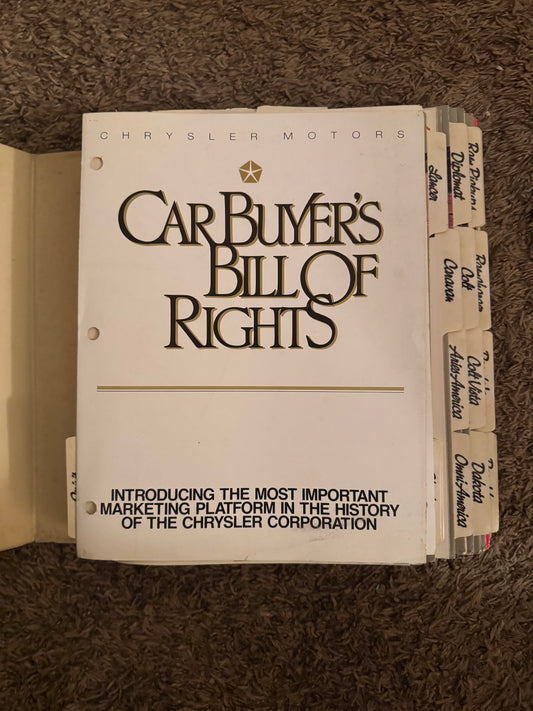 CHRYSLER MOTORS
CAR BUYER'S
BILL OF
RIGHTS
INTRODUCING THE MOST IMPORTANT
MARKETING PLATFORM IN THE HISTORY
OF THE CHRYSLER CORPORATION
Lancer
Diplomat
Caravan
Colt
Aries-America
Colt Vista
Omni-America
Dakota